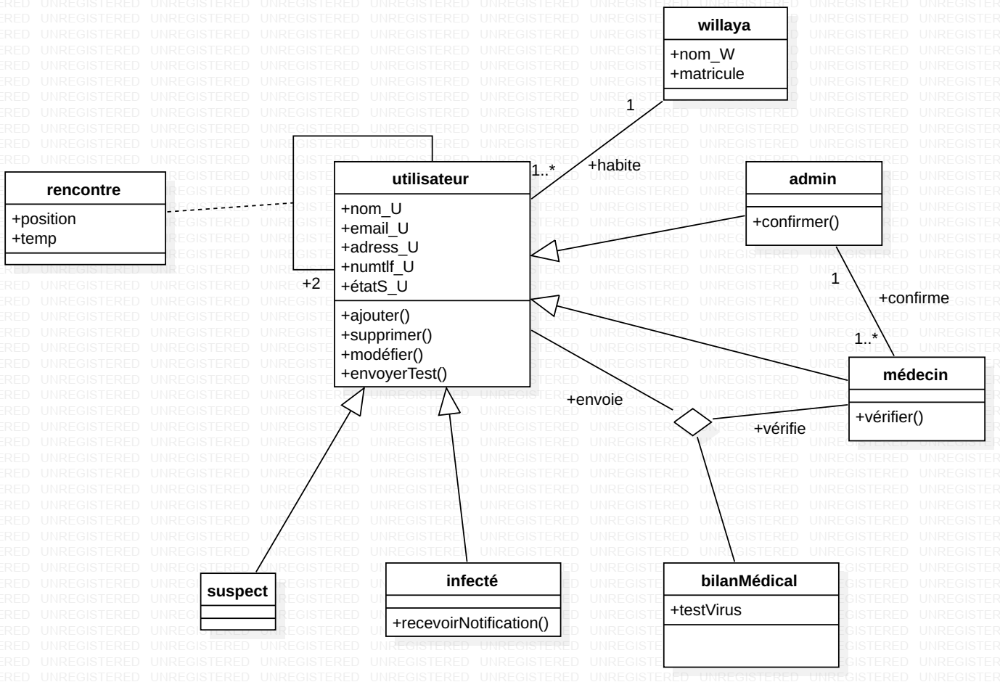 willaya
+nom_W
+matricule
1
+habite
1..*
rencontre
+position
+temp
utilisateur
+nom_U
+email_U
+adress_U
+numtlf_U
+étatS_U
+ajouter()
+supprimer()
+modéfier()
+envoyerTest()
+2
admin
+confirmer()
1
+confirme
1..*
médecin
+vérifier()
+envoie
+vérifie
suspect
infecté
+recevoirNotification()
bilanMédical
+testVirus
UNREGISTERED